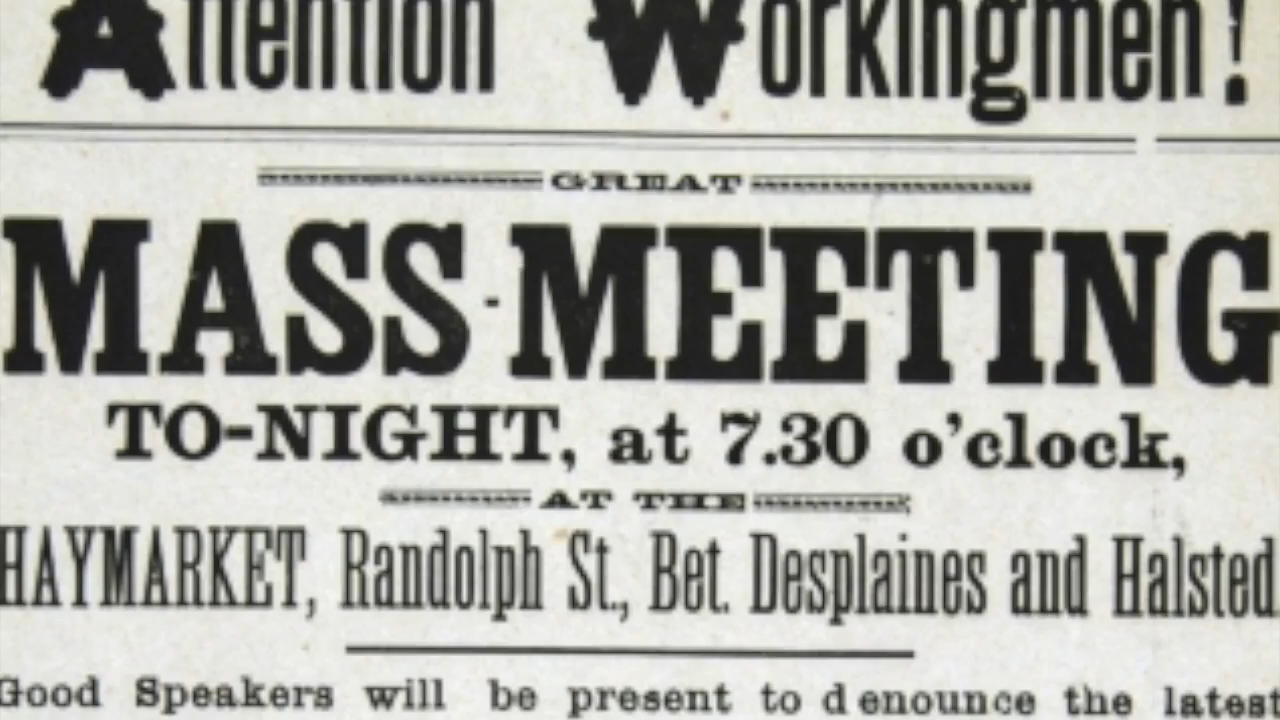 Attention Workingmen!
GREAT
MASS-MEETING
TO-NIGHT, at 7.30 o'clock,
AT THE
HAYMARKET, Randolph St., Bet. Desplaines and Halsted
Good Speakers will be present to denounce the latest